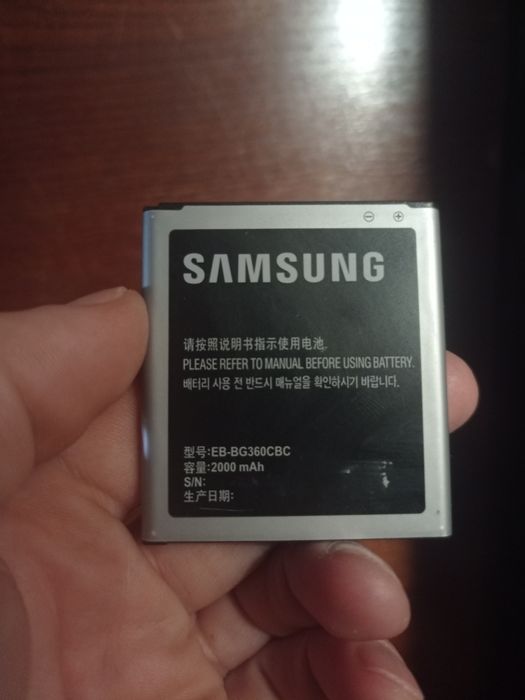 ⊖ ⊕
SAMSUNG
请按照说明书指示使用电池.
PLEASE REFER TO MANUAL BEFORE USING BATTERY.
배터리 사용 전 반드시 매뉴얼을 확인하시기 바랍니다.
型号:EB-BG360CBC
容量:2000 mAh
S/N:
生产日期: